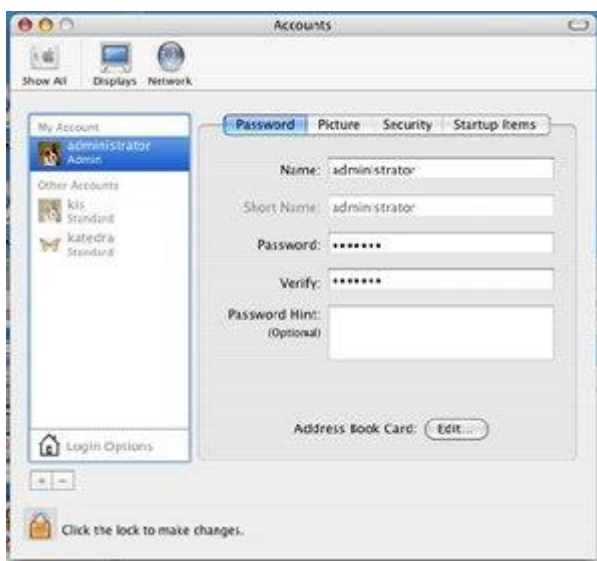 Accounts
Show All Displays Network
My Account
administrator
Admin
Other Accounts
kis
Standard
katedra
Standard
Login Options
Password Picture Security Startup Items
Name: administrator
Short Name: administrator
Password: •••••••
Verify: •••••••
Password Hint:
(Optional)
Address Book Card: Edit...
+ −
Click the lock to make changes.